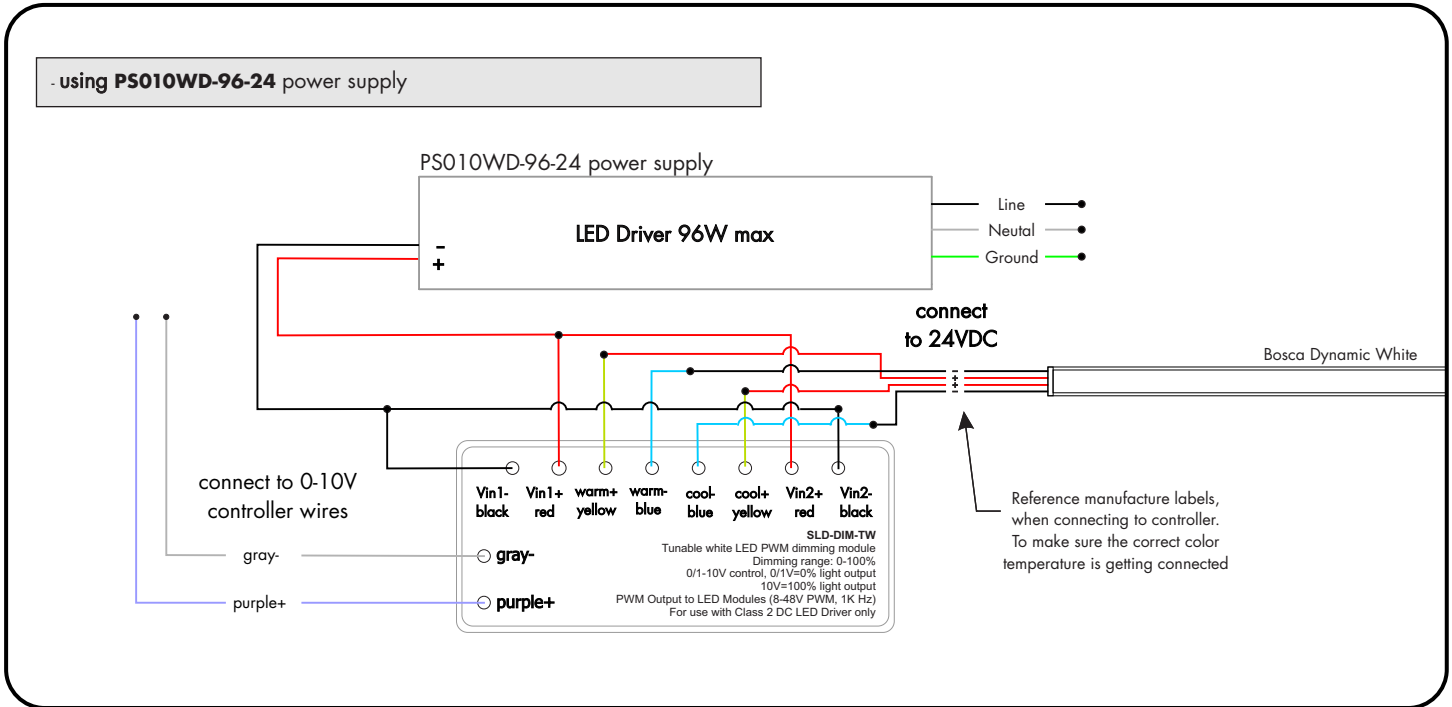 - using PS010WD-96-24 power supply
PS010WD-96-24 power supply
LED Driver 96W max
-
+
Line
Neutal
Ground
connect
to 24VDC
Bosca Dynamic White
-
+
+
-
Reference manufacture labels,
when connecting to controller.
To make sure the correct color
temperature is getting connected
connect to 0-10V
controller wires
gray-
purple+
Vin1-
black
Vin1+
red
warm+
yellow
warm-
blue
cool-
blue
cool+
yellow
Vin2+
red
Vin2-
black
gray-
purple+
SLD-DIM-TW
Tunable white LED PWM dimming module
Dimming range: 0-100%
0/1-10V control, 0/1V=0% light output
10V=100% light output
PWM Output to LED Modules (8-48V PWM, 1K Hz)
For use with Class 2 DC LED Driver only